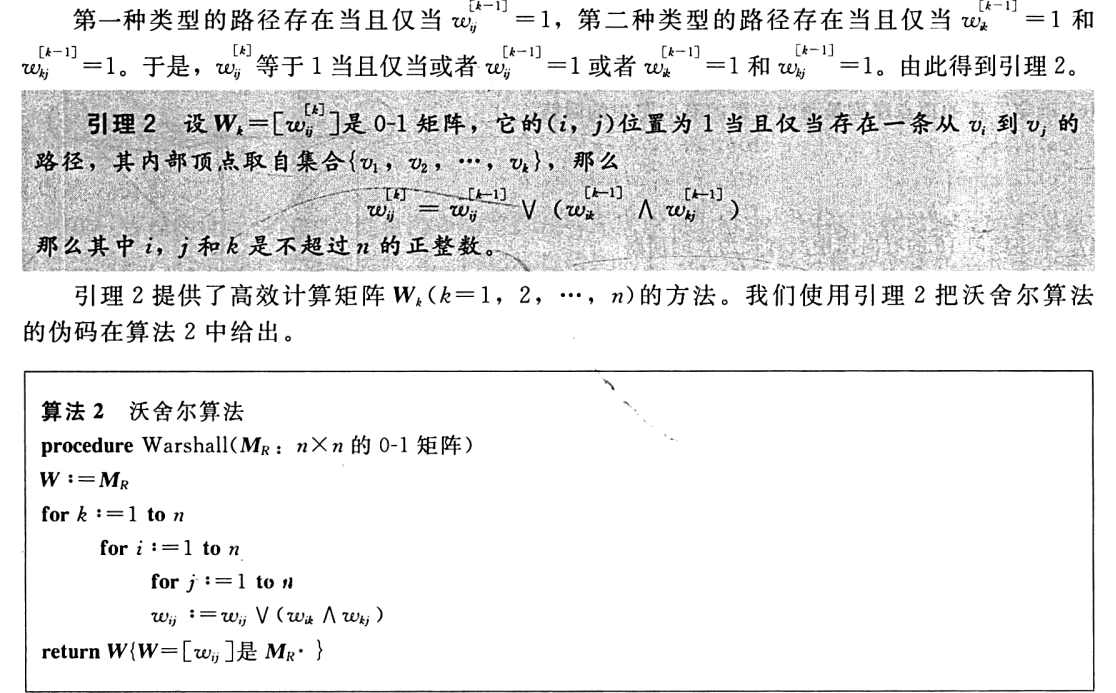 第一种类型的路径存在当且仅当 $w_{ij}^{[k-1]}=1$，第二种类型的路径存在当且仅当 $w_{ik}^{[k-1]}=1$ 和
$w_{kj}^{[k-1]}=1$。于是，$w_{ij}^{[k]}$ 等于 1 当且仅当或者 $w_{ij}^{[k-1]}=1$ 或者 $w_{ik}^{[k-1]}=1$ 和 $w_{kj}^{[k-1]}=1$。由此得到引理 2。
引理 2 设 $W_k=[w_{ij}^{[k]}]$是 0-1 矩阵，它的(i，j)位置为 1 当且仅当存在一条从 $v_i$ 到 $v_j$ 的
路径，其内部顶点取自集合{$v_1$，$v_2$，…，$v_k$}，那么
$w_{ij}^{[k]} = w_{ij}^{[k-1]} ∨ (w_{ik}^{[k-1]} ∧ w_{kj}^{[k-1]})$
那么其中 i，j 和 k 是不超过 n 的正整数。
引理 2 提供了高效计算矩阵 $W_k$(k=1，2，…，n)的方法。我们使用引理 2 把沃舍尔算法
的伪码在算法 2 中给出。
算法 2 沃舍尔算法
procedure Warshall($M_R$：n×n 的 0-1 矩阵)
W :=$M_R$
for k :=1 to n
for i :=1 to n
for j :=1 to n
$w_{ij}$ :=$w_{ij}$ ∨($w_{ik}$ ∧ $w_{kj}$)
return W{W=[$w_{ij}$]是 $M_R$· }